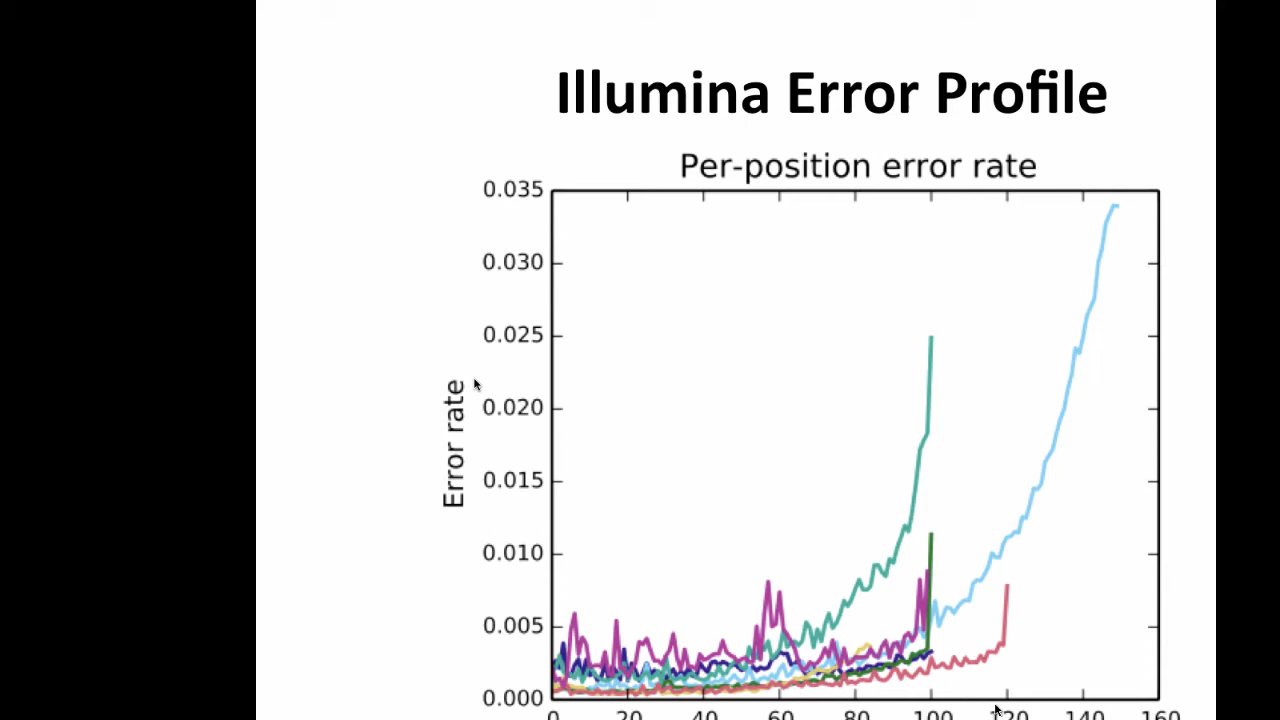 Illumina Error Profile
Per-position error rate
0.035
0.030
0.025
0.020
0.015
0.010
0.005
0.000
Error rate
0 20 40 60 80 100 120 140 160